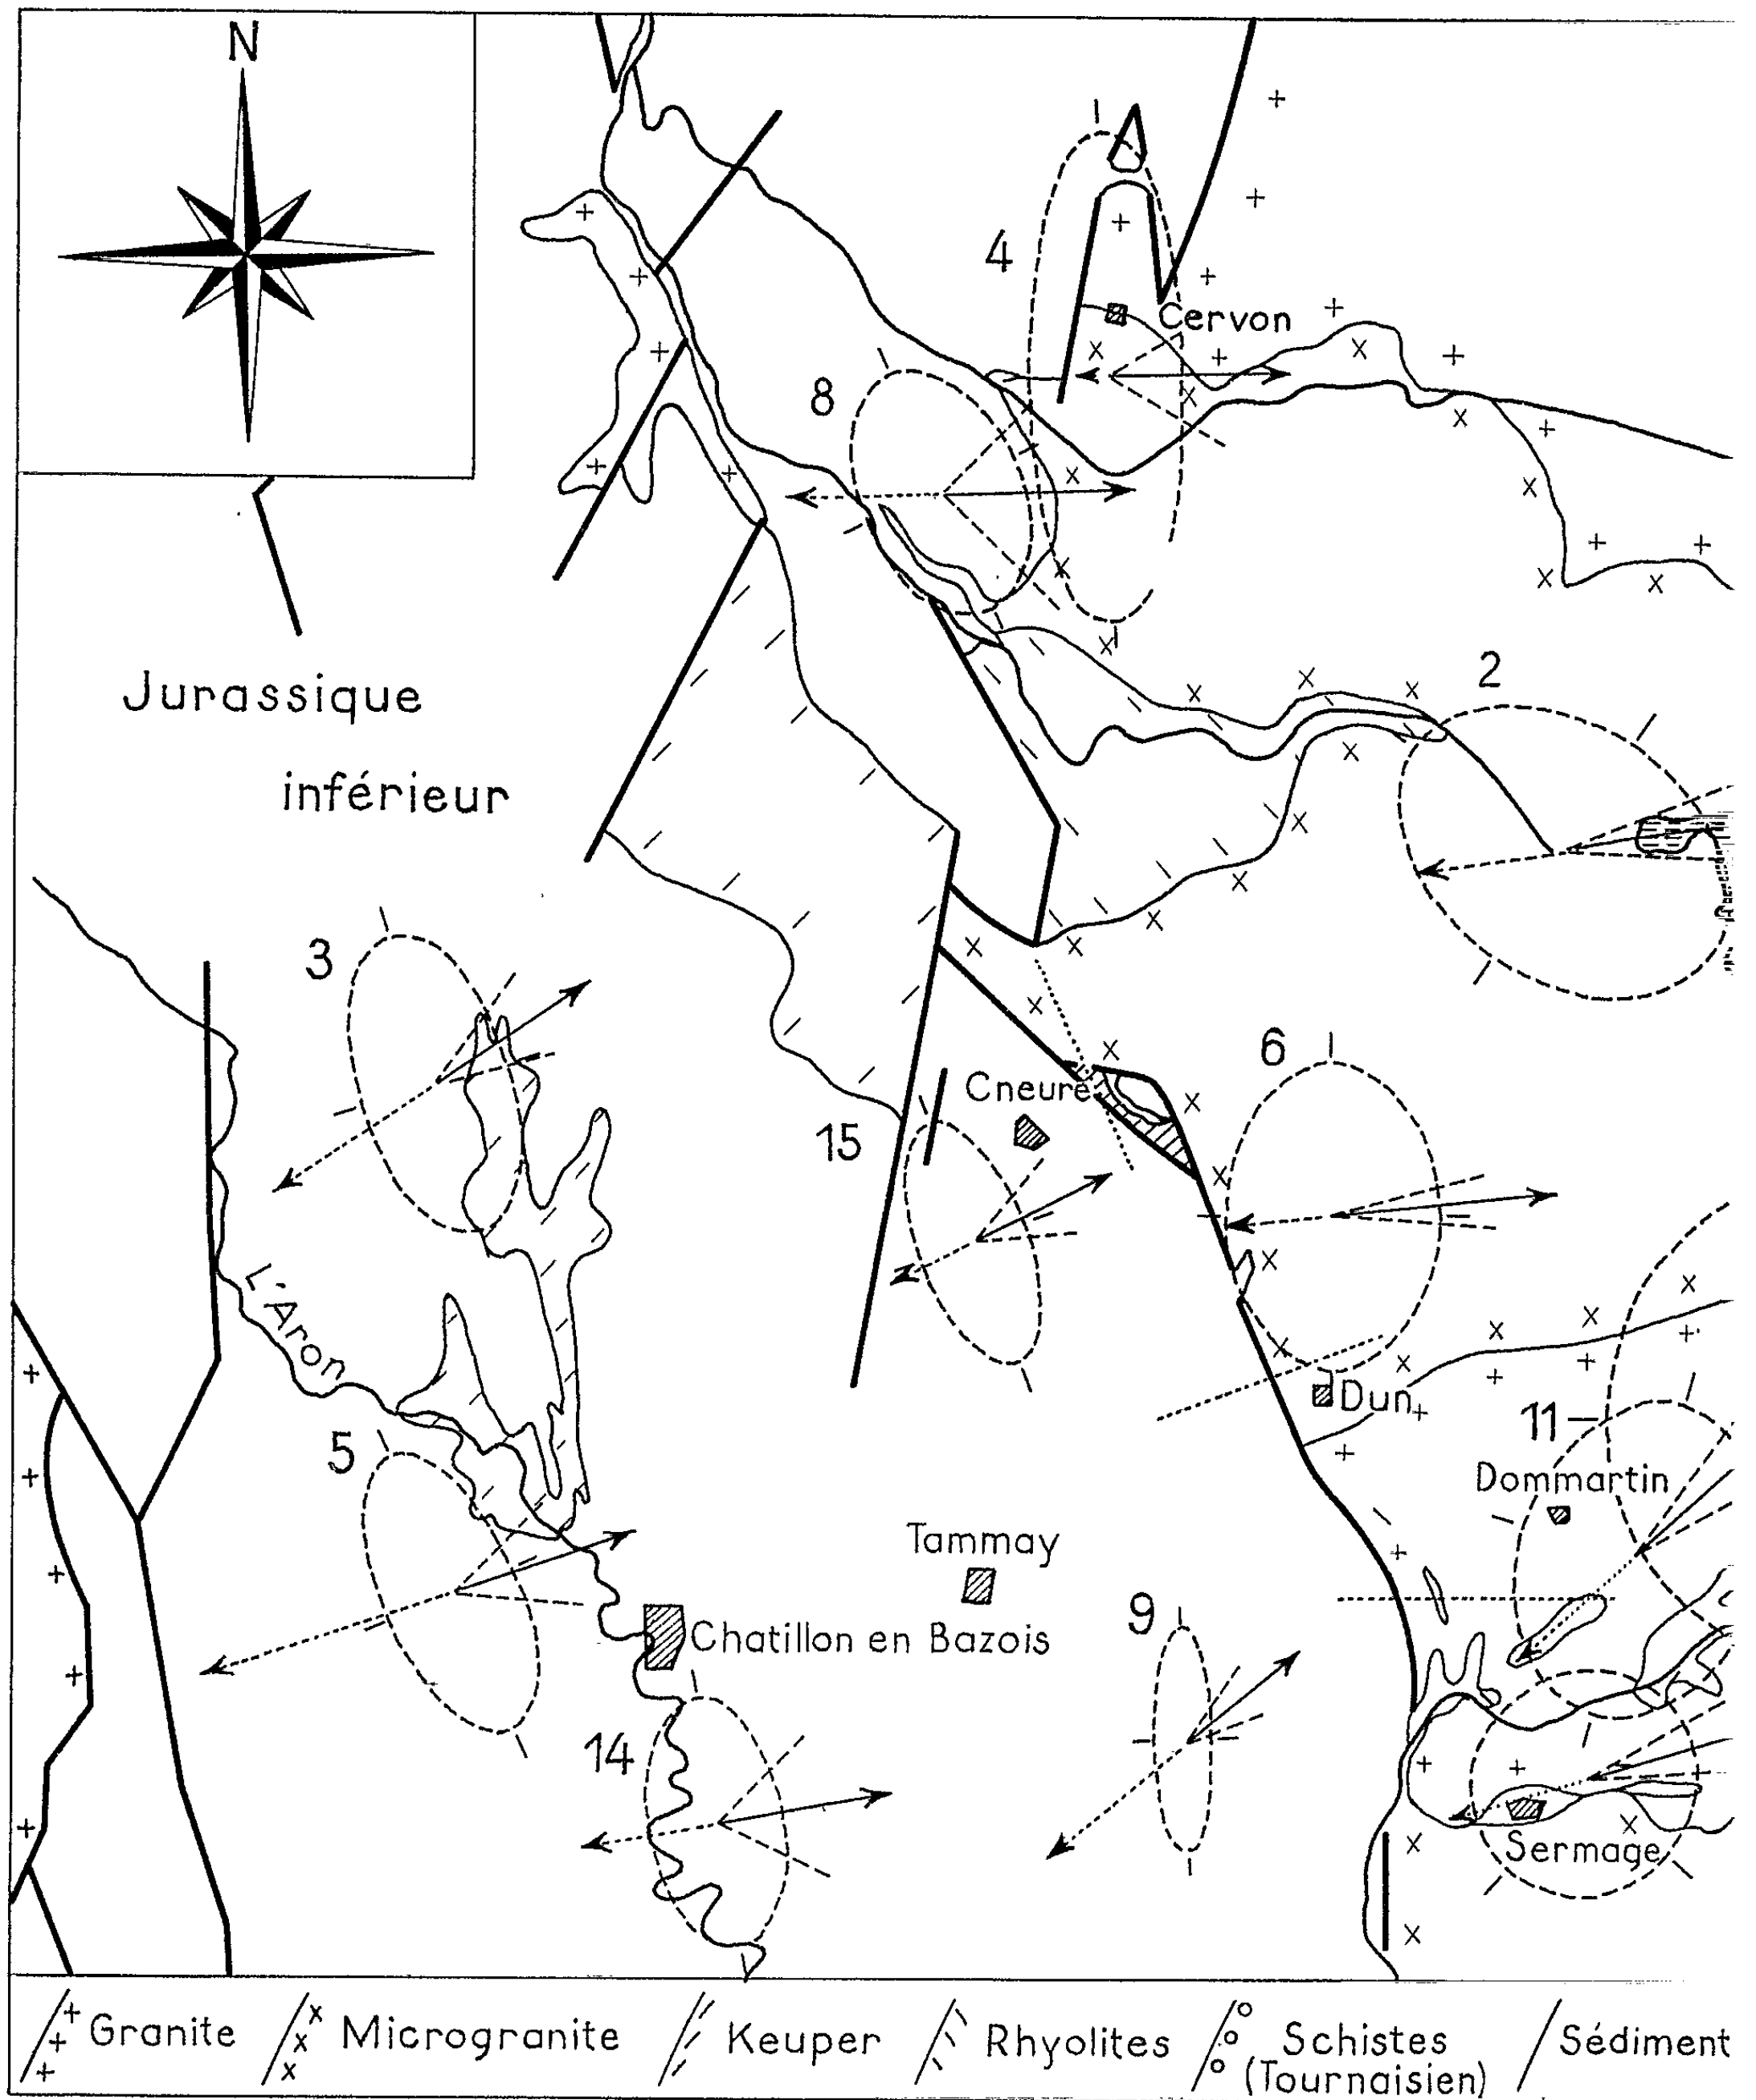 N
4
Cervon
8
2
Jurassique
inférieur
3
6
Cneure
15
L'Aron
Dun
11
5
Dommartin
Tammay
9
Chatillon en Bazois
14
Sermage
Granite
Microgranite
Keuper
Rhyolites
Schistes
(Tournaisien)
Sédiment